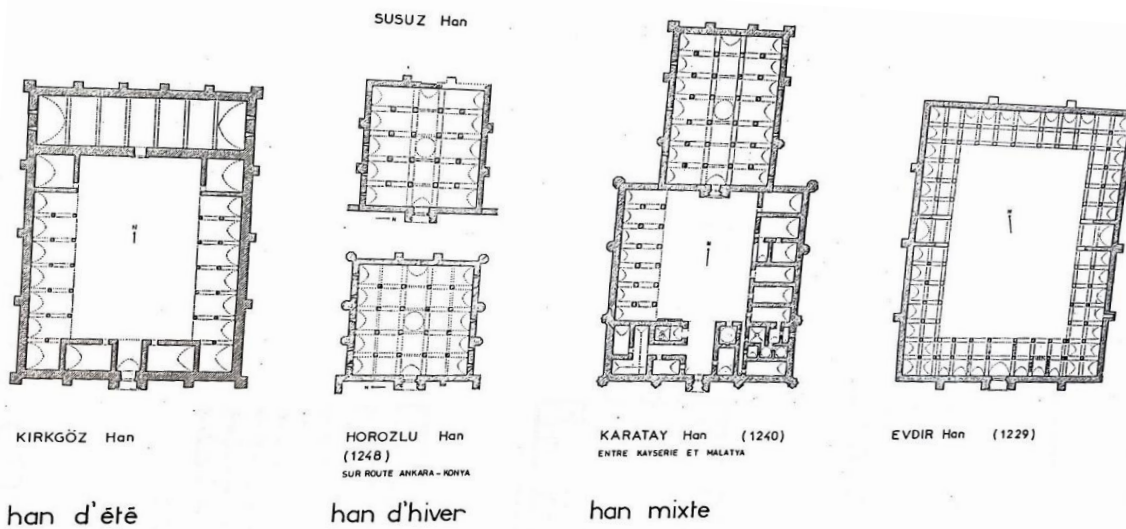 SUSUZ Han
N
N
N
N
N
KIRKGÖZ Han
HOROZLU Han
(1248)
SUR ROUTE ANKARA-KONYA
KARATAY Han (1240)
ENTRE KAYSERIE ET MALATYA
EVDIR Han (1229)
han d'été
han d'hiver
han mixte